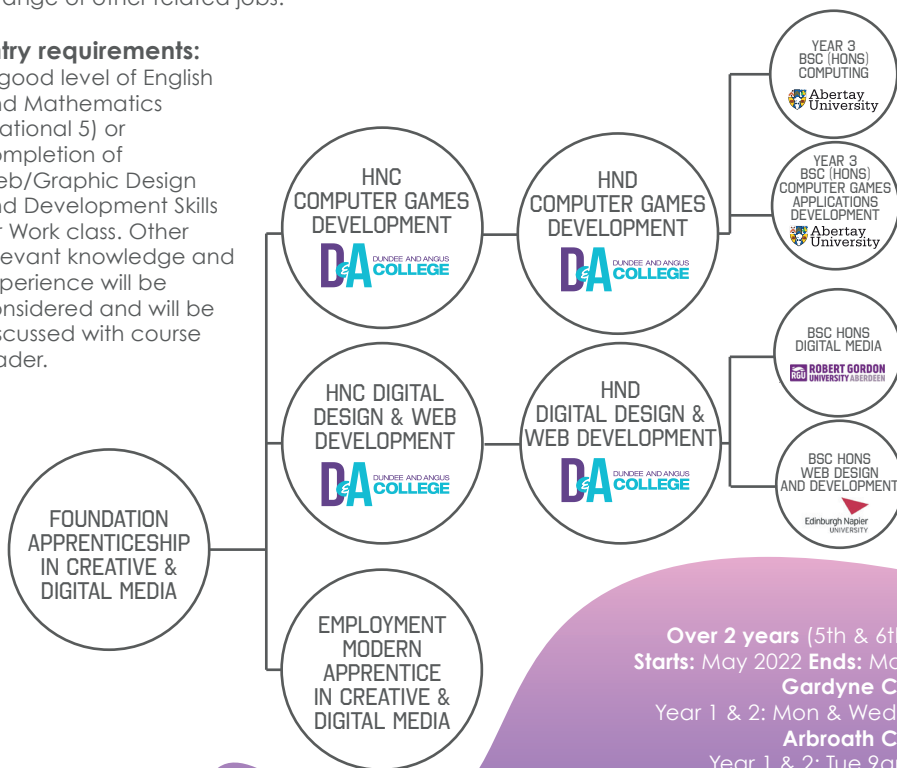 range of other related jobs.
ntry requirements:
good level of English
nd Mathematics
ational 5) or
ompletion of
eb/Graphic Design
nd Development Skills
r Work class. Other
levant knowledge and
perience will be
onsidered and will be
scussed with course
ader.
FOUNDATION
APPRENTICESHIP
IN CREATIVE &
DIGITAL MEDIA
HNC
COMPUTER GAMES
DEVELOPMENT
D&A DUNDEE AND ANGUS
COLLEGE
HND
COMPUTER GAMES
DEVELOPMENT
D&A DUNDEE AND ANGUS
COLLEGE
YEAR 3
BSC (HONS)
COMPUTING
Abertay
University
YEAR 3
BSC (HONS)
COMPUTER GAMES
APPLICATIONS
DEVELOPMENT
Abertay
University
HNC DIGITAL
DESIGN & WEB
DEVELOPMENT
D&A DUNDEE AND ANGUS
COLLEGE
HND
DIGITAL DESIGN &
WEB DEVELOPMENT
D&A DUNDEE AND ANGUS
COLLEGE
BSC HONS
DIGITAL MEDIA
RGU ROBERT GORDON
UNIVERSITY ABERDEEN
BSC HONS
WEB DESIGN
AND DEVELOPMENT
Edinburgh Napier
UNIVERSITY
EMPLOYMENT
MODERN
APPRENTICE
IN CREATIVE &
DIGITAL MEDIA
Over 2 years (5th & 6t
Starts: May 2022 Ends: Ma
Gardyne C
Year 1 & 2: Mon & Wed
Arbroath C
Year 1 & 2: Tue 9a